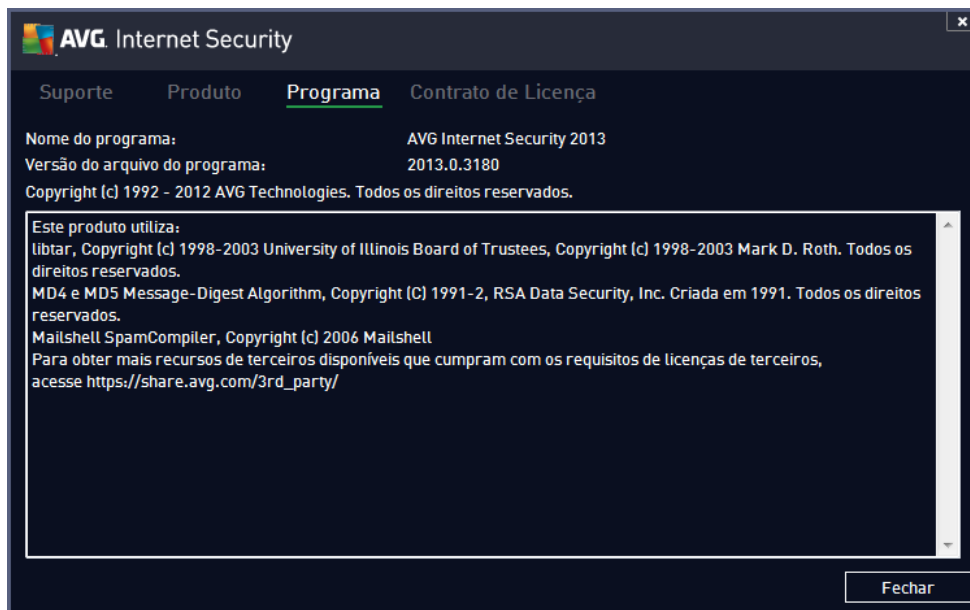 AVG. Internet Security
Suporte Produto Programa Contrato de Licença
Nome do programa: AVG Internet Security 2013
Versão do arquivo do programa: 2013.0.3180
Copyright (c) 1992 - 2012 AVG Technologies. Todos os direitos reservados.
Este produto utiliza:
libtar, Copyright (c) 1998-2003 University of Illinois Board of Trustees, Copyright (c) 1998-2003 Mark D. Roth. Todos os
direitos reservados.
MD4 e MD5 Message-Digest Algorithm, Copyright (C) 1991-2, RSA Data Security, Inc. Criada em 1991. Todos os direitos
reservados.
Mailshell SpamCompiler, Copyright (c) 2006 Mailshell
Para obter mais recursos de terceiros disponíveis que cumpram com os requisitos de licenças de terceiros,
acesse https://share.avg.com/3rd_party/
Fechar